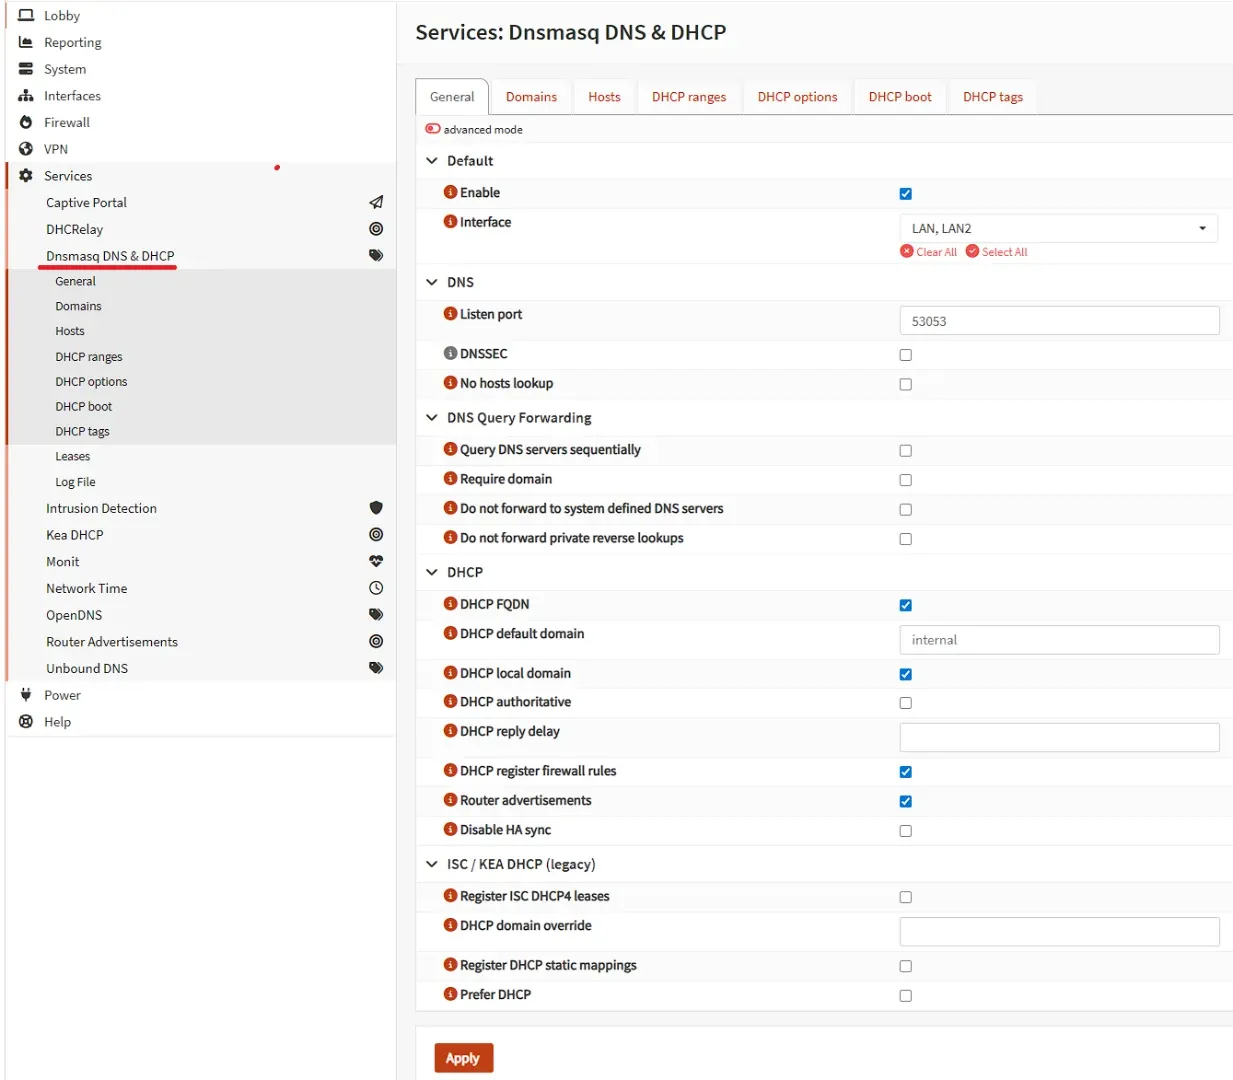 Lobby
Reporting
System
Interfaces
Firewall
VPN
Services
Captive Portal
DHCRelay
Dnsmasq DNS & DHCP
General
Domains
Hosts
DHCP ranges
DHCP options
DHCP boot
DHCP tags
Leases
Log File
Intrusion Detection
Kea DHCP
Monit
Network Time
OpenDNS
Router Advertisements
Unbound DNS
Power
Help
Services: Dnsmasq DNS & DHCP
General Domains Hosts DHCP ranges DHCP options DHCP boot DHCP tags
advanced mode
Default
Enable
Interface LAN, LAN2
Clear All Select All
DNS
Listen port 53053
DNSSEC
No hosts lookup
DNS Query Forwarding
Query DNS servers sequentially
Require domain
Do not forward to system defined DNS servers
Do not forward private reverse lookups
DHCP
DHCP FQDN
DHCP default domain internal
DHCP local domain
DHCP authoritative
DHCP reply delay
DHCP register firewall rules
Router advertisements
Disable HA sync
ISC / KEA DHCP (legacy)
Register ISC DHCP4 leases
DHCP domain override
Register DHCP static mappings
Prefer DHCP
Apply